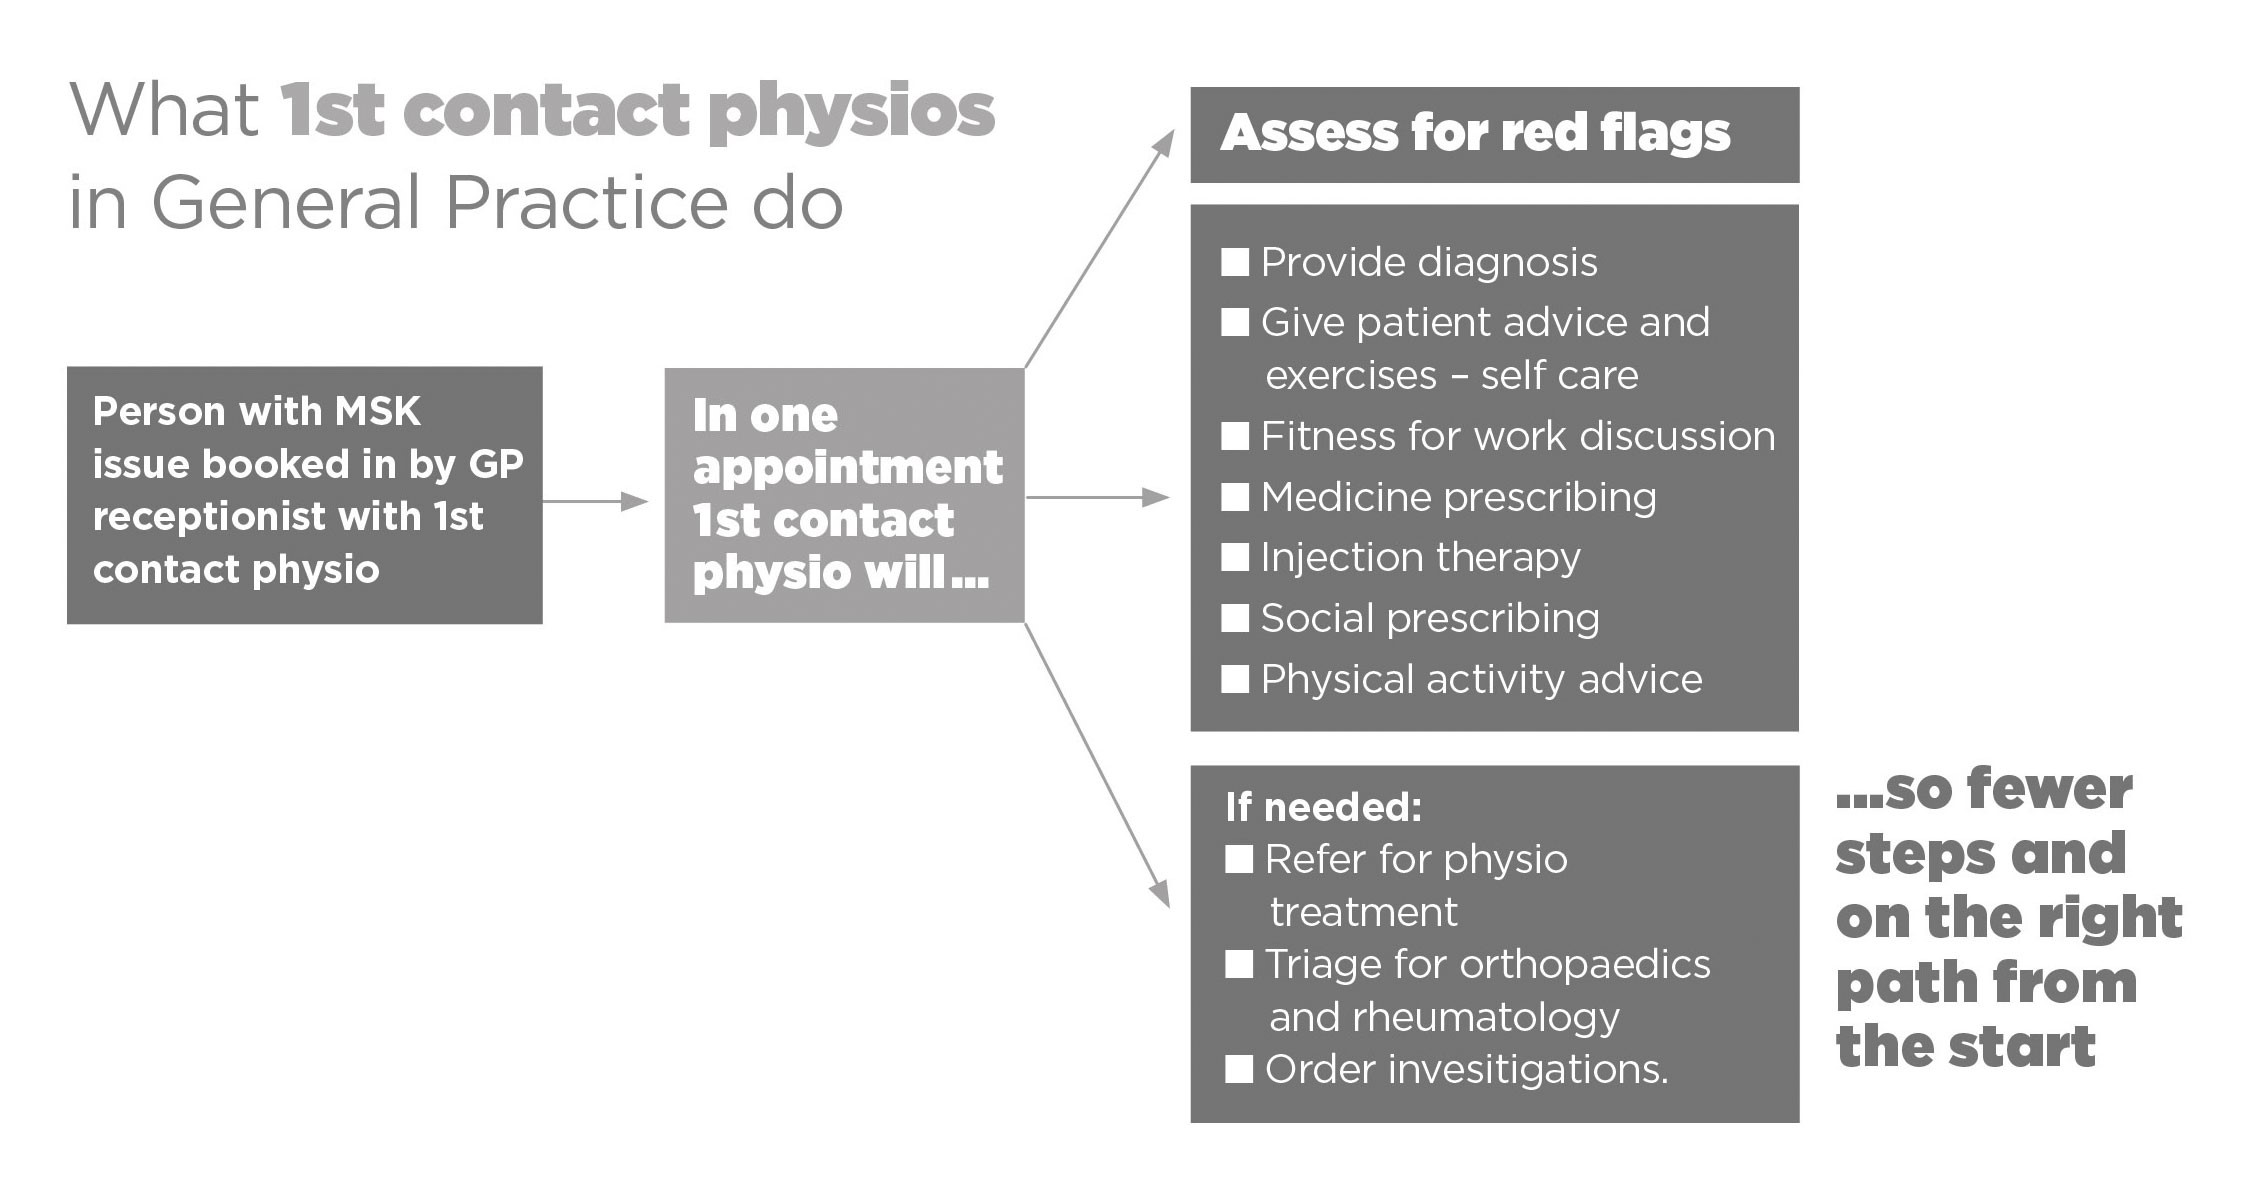 What 1st contact physios
in General Practice do
Person with MSK
issue booked in by GP
receptionist with 1st
contact physio
In one
appointment
1st contact
physio will...
Assess for red flags
Provide diagnosis
Give patient advice and
exercises – self care
Fitness for work discussion
Medicine prescribing
Injection therapy
Social prescribing
Physical activity advice
If needed:
Refer for physio
treatment
Triage for orthopaedics
and rheumatology
Order invesitigations.
...so fewer
steps and
on the right
path from
the start